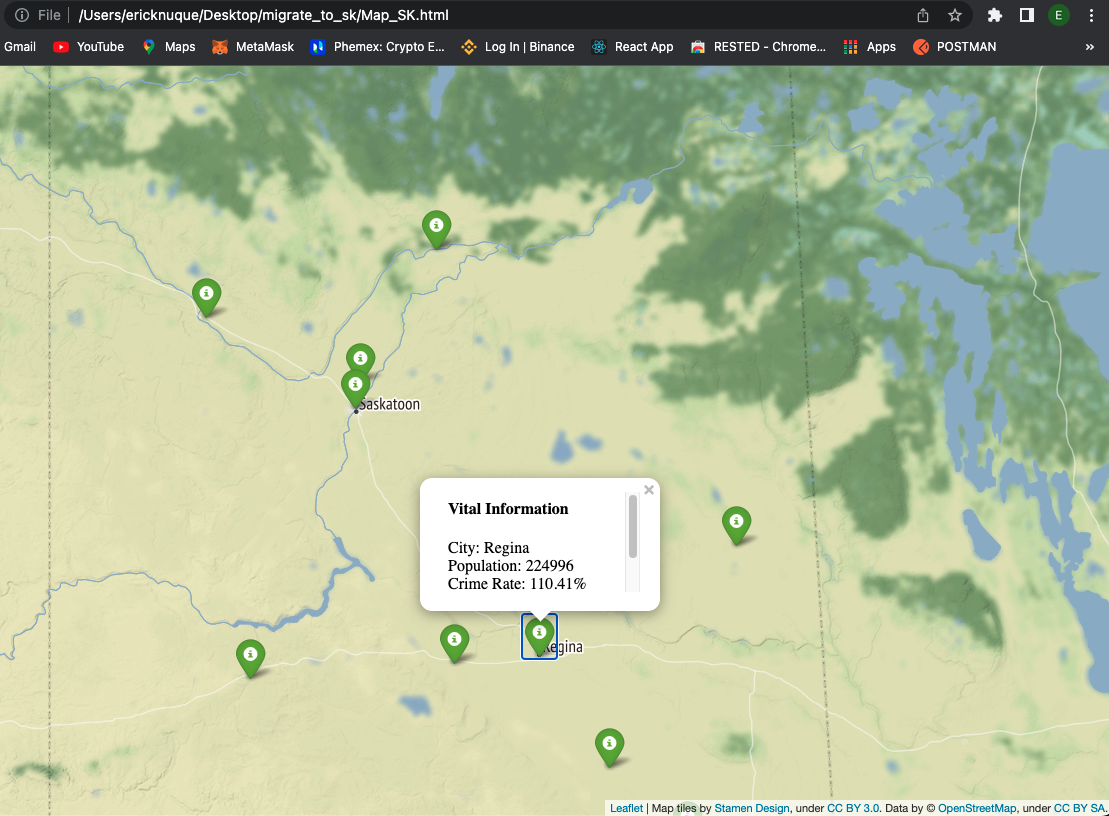 File /Users/ericknuque/Desktop/migrate_to_sk/Map_SK.html
E
Gmail YouTube Maps MetaMask Phemex: Crypto E... Log In | Binance React App RESTED - Chrome... Apps POSTMAN »
Saskatoon
Vital Information
City: Regina
Population: 224996
Crime Rate: 110.41%
Regina
Leaflet | Map tiles by Stamen Design, under CC BY 3.0. Data by © OpenStreetMap, under CC BY SA.